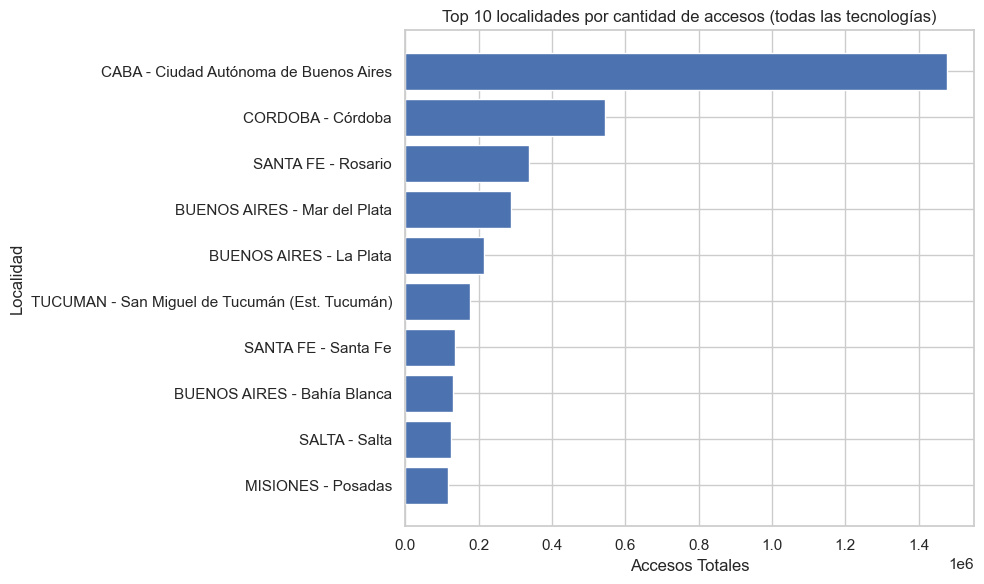 Top 10 localidades por cantidad de accesos (todas las tecnologías)
Localidad
CABA - Ciudad Autónoma de Buenos Aires
CORDOBA - Córdoba
SANTA FE - Rosario
BUENOS AIRES - Mar del Plata
BUENOS AIRES - La Plata
TUCUMAN - San Miguel de Tucumán (Est. Tucumán)
SANTA FE - Santa Fe
BUENOS AIRES - Bahía Blanca
SALTA - Salta
MISIONES - Posadas
0.0 0.2 0.4 0.6 0.8 1.0 1.2 1.4
1e6
Accesos Totales